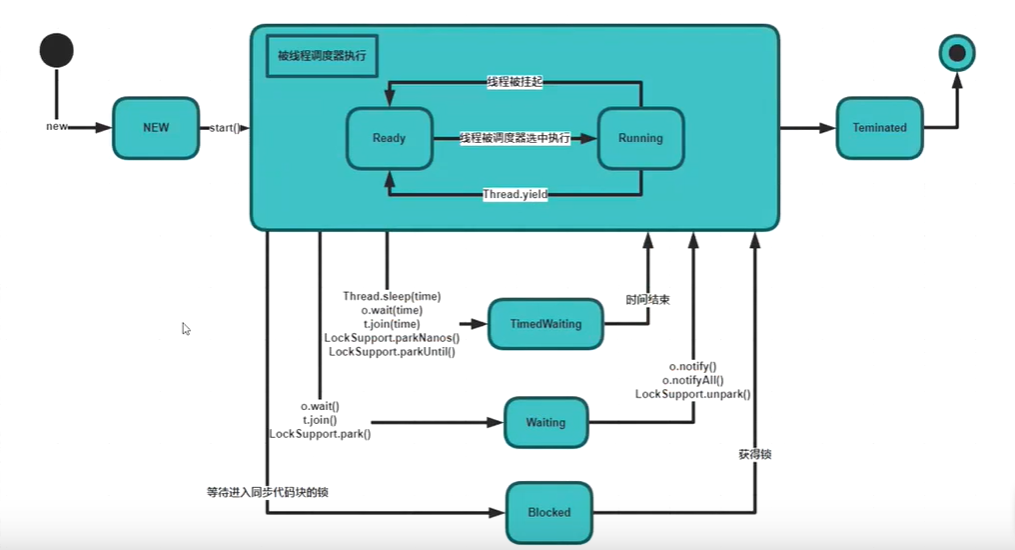 被线程调度器执行
线程被挂起
new
NEW
start()
Ready
线程被调度器选中执行
Running
Teminated
Thread.yield
Thread.sleep(time)
o.wait(time)
t.join(time)
LockSupport.parkNanos()
LockSupport.parkUntil()
TimedWaiting
时间结束
o.notify()
o.notifyAll()
LockSupport.unpark()
o.wait()
t.join()
LockSupport.park()
Waiting
获得锁
等待进入同步代码块的锁
Blocked